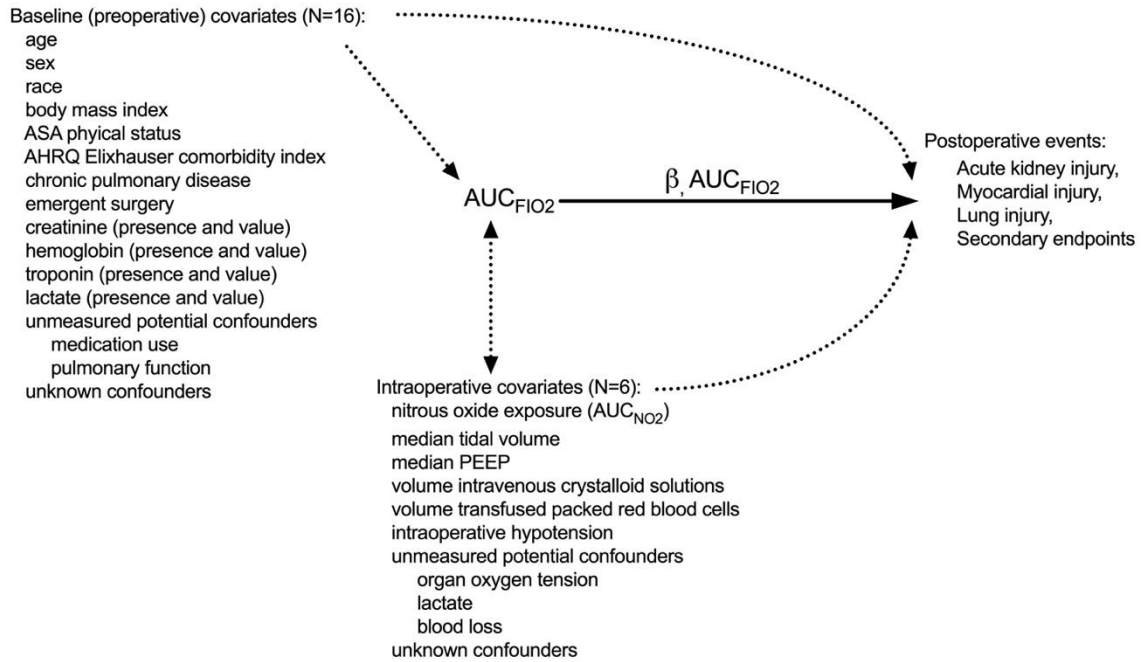 Baseline (preoperative) covariates (N=16):
age
sex
race
body mass index
ASA phyical status
AHRQ Elixhauser comorbidity index
chronic pulmonary disease
emergent surgery
creatinine (presence and value)
hemoglobin (presence and value)
troponin (presence and value)
lactate (presence and value)
unmeasured potential confounders
medication use
pulmonary function
unknown confounders
AUC_FIO2
β, AUC_FIO2
Postoperative events:
Acute kidney injury,
Myocardial injury,
Lung injury,
Secondary endpoints
Intraoperative covariates (N=6):
nitrous oxide exposure (AUC_NO2)
median tidal volume
median PEEP
volume intravenous crystalloid solutions
volume transfused packed red blood cells
intraoperative hypotension
unmeasured potential confounders
organ oxygen tension
lactate
blood loss
unknown confounders